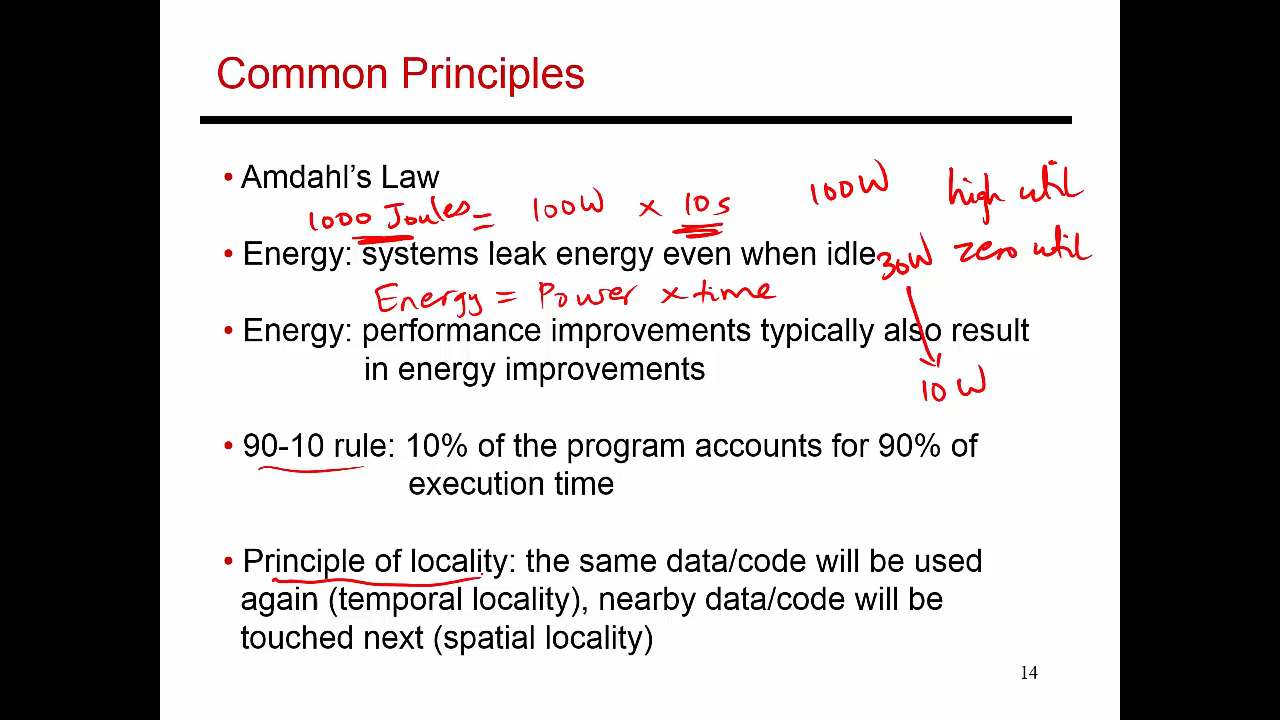 Common Principles
• Amdahl’s Law
100W high util
1000 Joules = 100W x 10s
• Energy: systems leak energy even when idle
30W zero util
Energy = Power x time
• Energy: performance improvements typically also result
in energy improvements
10W
• 90-10 rule: 10% of the program accounts for 90% of
execution time
• Principle of locality: the same data/code will be used
again (temporal locality), nearby data/code will be
touched next (spatial locality)
14